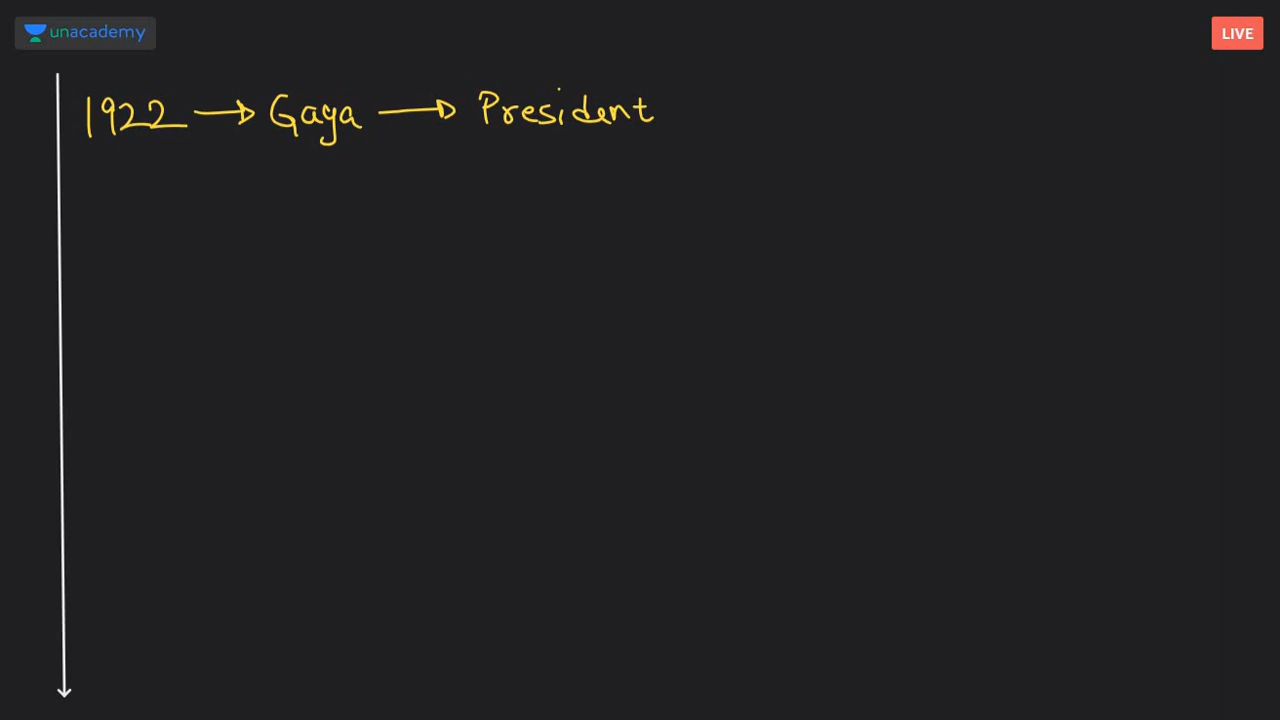 unacademy
LIVE
1922 → Gaya → President